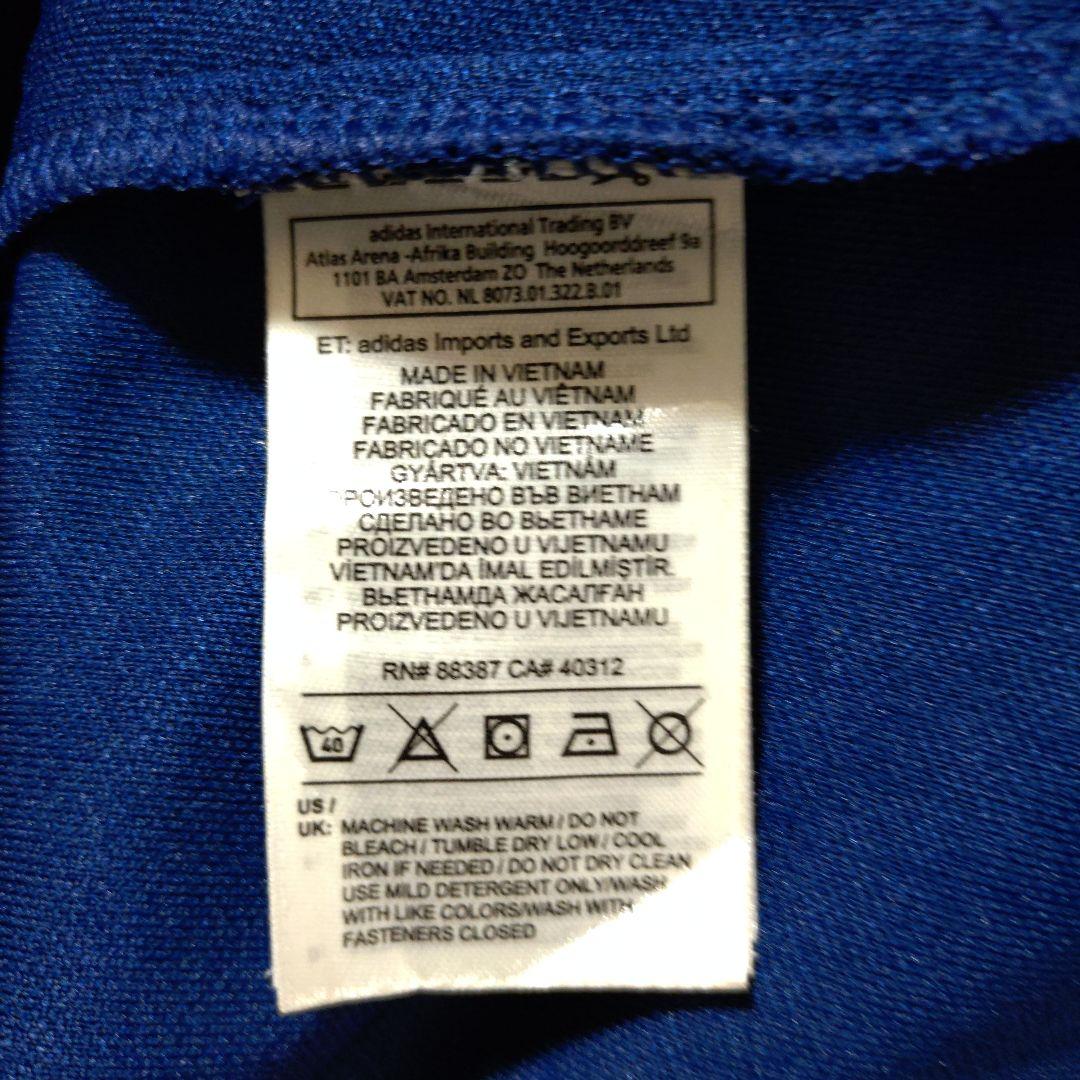 adidas International Trading BV
Atlas Arena -Afrika Building Hoogoorddreef 9a
1101 BA Amsterdam ZO The Netherlands
VAT NO. NL 8073.01.322.B.01
ET: adidas Imports and Exports Ltd
MADE IN VIETNAM
FABRIQUÉ AU VIÊTNAM
FABRICADO EN VIETNAM
FABRICADO NO VIETNAME
GYÁRTVA: VIETNÁM
ПРОИЗВЕДЕНО ВЪВ ВИЕТНАМ
СДЕЛАНО ВО ВЬЕТНАМЕ
PROIZVEDENO U VIJETNAMU
VİETNAM'DA İMAL EDİLMİŞTİR.
ВЬЕТНАМДА ЖАСАЛҒАН
PROIZVEDENO U VIJETNAMU
RN# 88387 CA# 40312
40
US /
UK: MACHINE WASH WARM / DO NOT
BLEACH / TUMBLE DRY LOW / COOL
IRON IF NEEDED / DO NOT DRY CLEAN
USE MILD DETERGENT ONLY/WASH
WITH LIKE COLORS/WASH WITH
FASTENERS CLOSED